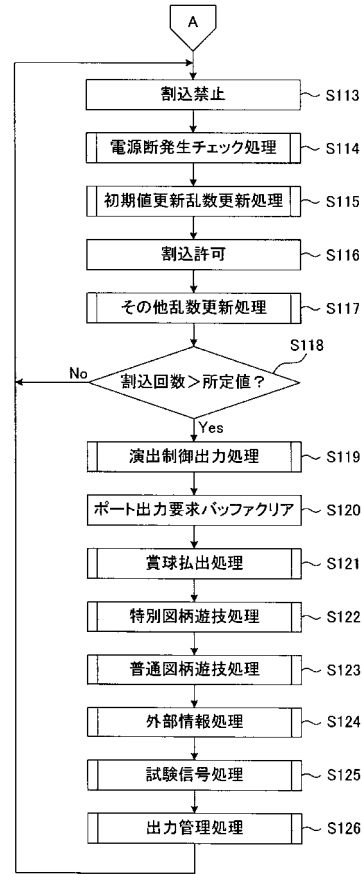 A
割込禁止 S113
電源断発生チェック処理 S114
初期値更新乱数更新処理 S115
割込許可 S116
その他乱数更新処理 S117
S118
No 割込回数＞所定値？
Yes
演出制御出力処理 S119
ポート出力要求バッファクリア S120
賞球払出処理 S121
特別図柄遊技処理 S122
普通図柄遊技処理 S123
外部情報処理 S124
試験信号処理 S125
出力管理処理 S126